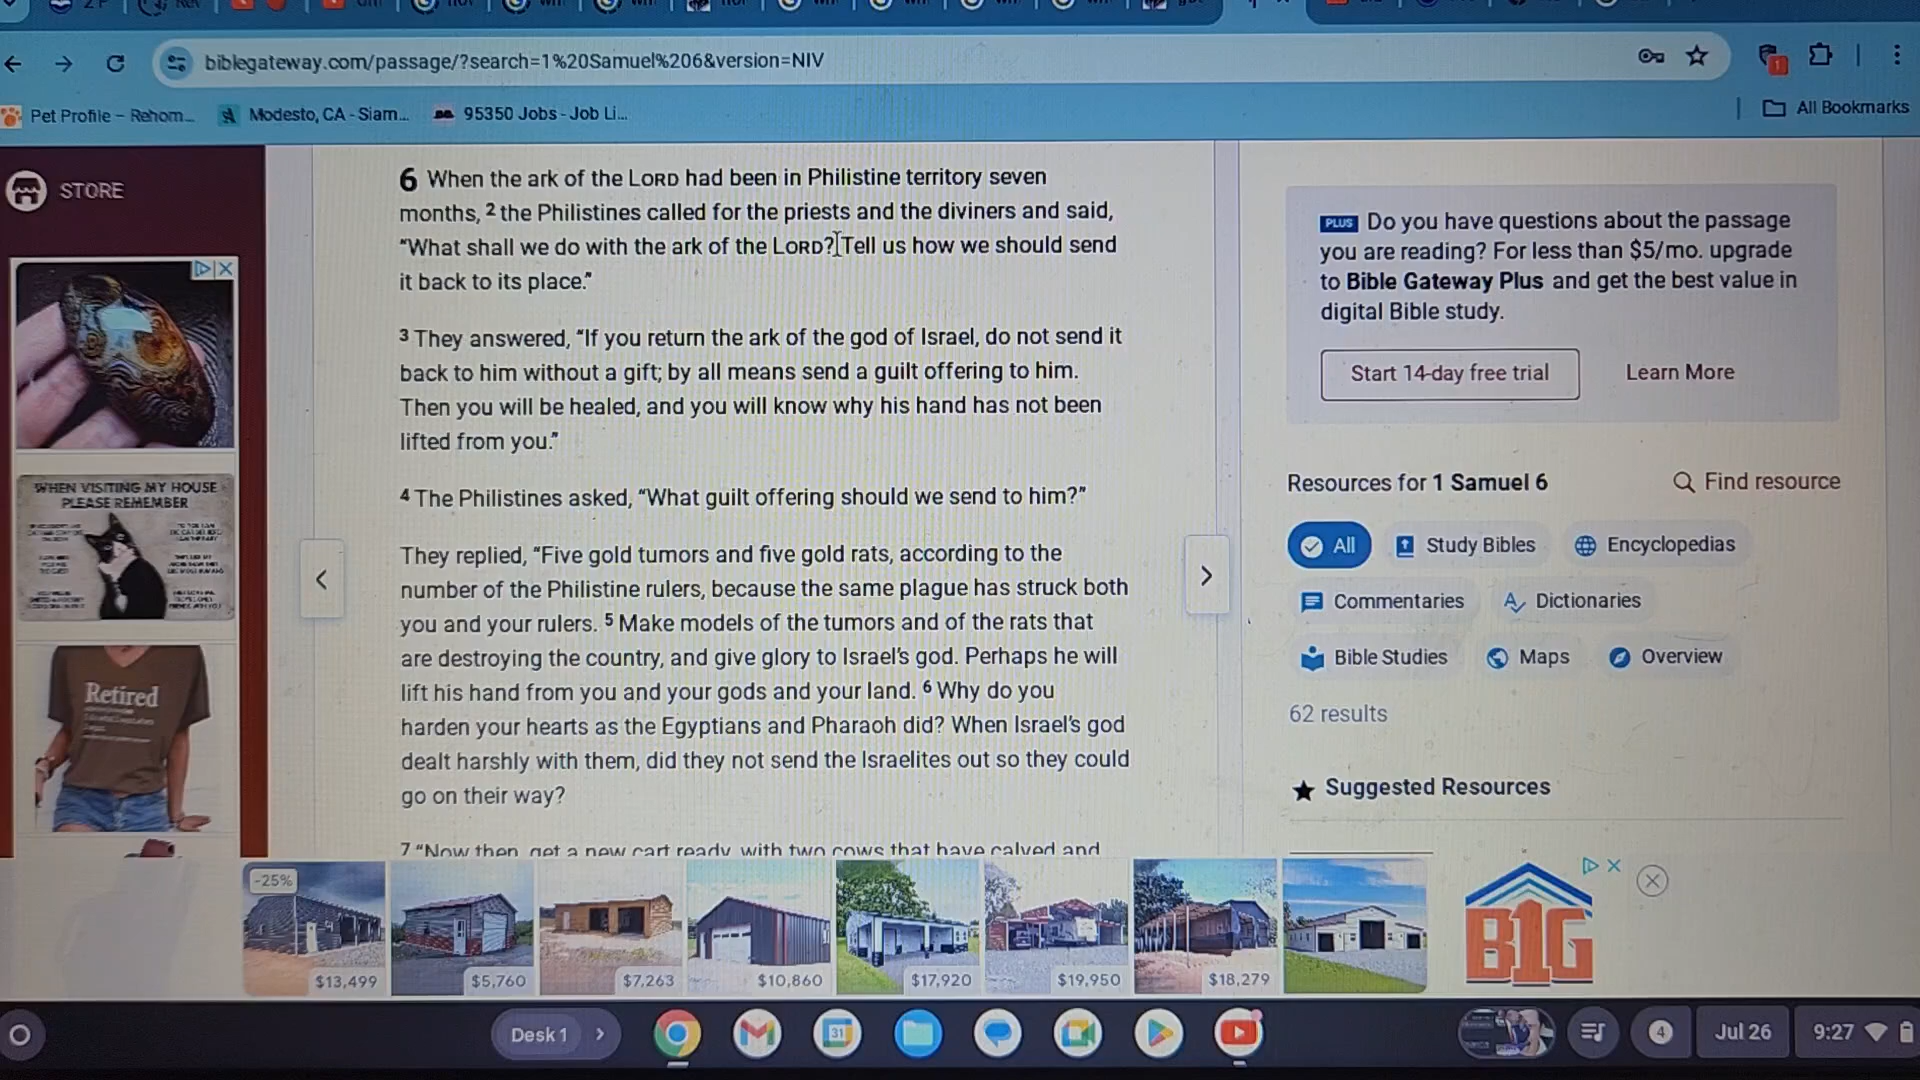 biblegateway.com/passage/?search=1%20Samuel%206&version=NIV
Pet Profile – Rehom...
Modesto, CA - Siam...
95350 Jobs - Job Li...
All Bookmarks
STORE
6 When the ark of the LORD had been in Philistine territory seven
months, 2 the Philistines called for the priests and the diviners and said,
“What shall we do with the ark of the LORD? Tell us how we should send
it back to its place.”
3 They answered, “If you return the ark of the god of Israel, do not send it
back to him without a gift; by all means send a guilt offering to him.
Then you will be healed, and you will know why his hand has not been
lifted from you.”
4 The Philistines asked, “What guilt offering should we send to him?”
They replied, “Five gold tumors and five gold rats, according to the
number of the Philistine rulers, because the same plague has struck both
you and your rulers. 5 Make models of the tumors and of the rats that
are destroying the country, and give glory to Israel’s god. Perhaps he will
lift his hand from you and your gods and your land. 6 Why do you
harden your hearts as the Egyptians and Pharaoh did? When Israel’s god
dealt harshly with them, did they not send the Israelites out so they could
go on their way?
7 “Now then, get a new cart ready, with two cows that have calved and
PLUS Do you have questions about the passage
you are reading? For less than $5/mo. upgrade
to Bible Gateway Plus and get the best value in
digital Bible study.
Start 14-day free trial
Learn More
Resources for 1 Samuel 6
Find resource
All
Study Bibles
Encyclopedias
Commentaries
Dictionaries
Bible Studies
Maps
Overview
62 results
Suggested Resources
WHEN VISITING MY HOUSE
PLEASE REMEMBER
Retired
-25%
$13,499
$5,760
$7,263
$10,860
$17,920
$19,950
$18,279
B1G
Desk 1
31
4
Jul 26
9:27